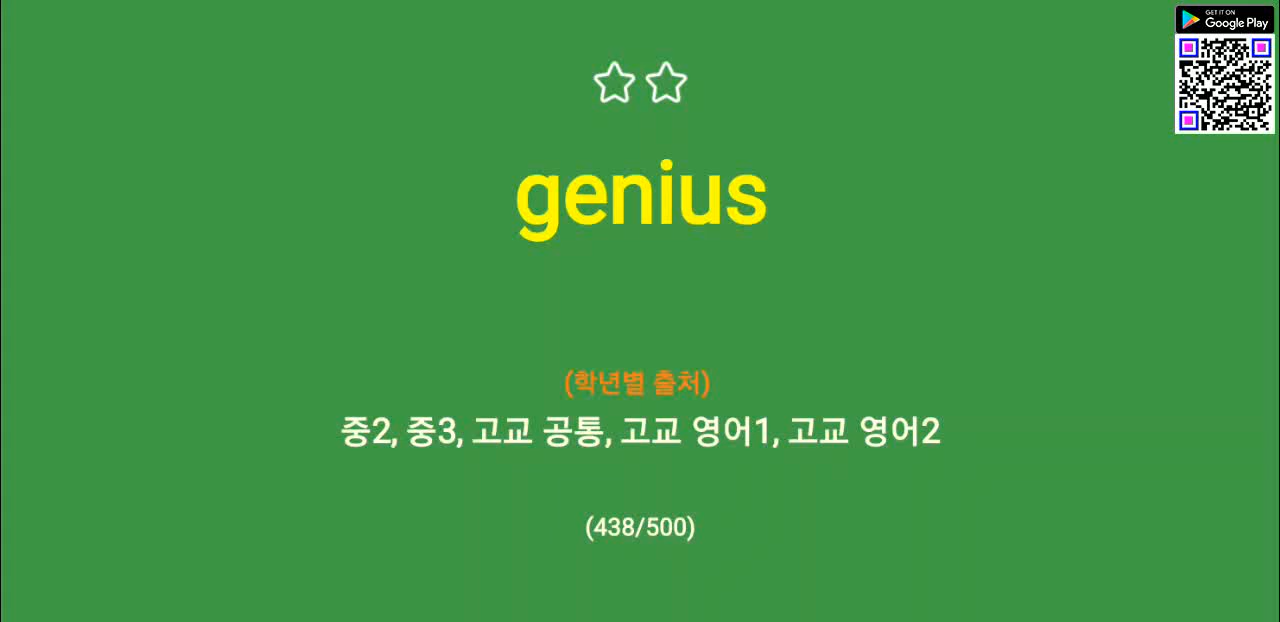 GET IT ON
Google Play
genius
(학년별 출처)
중2, 중3, 고교 공통, 고교 영어1, 고교 영어2
(438/500)